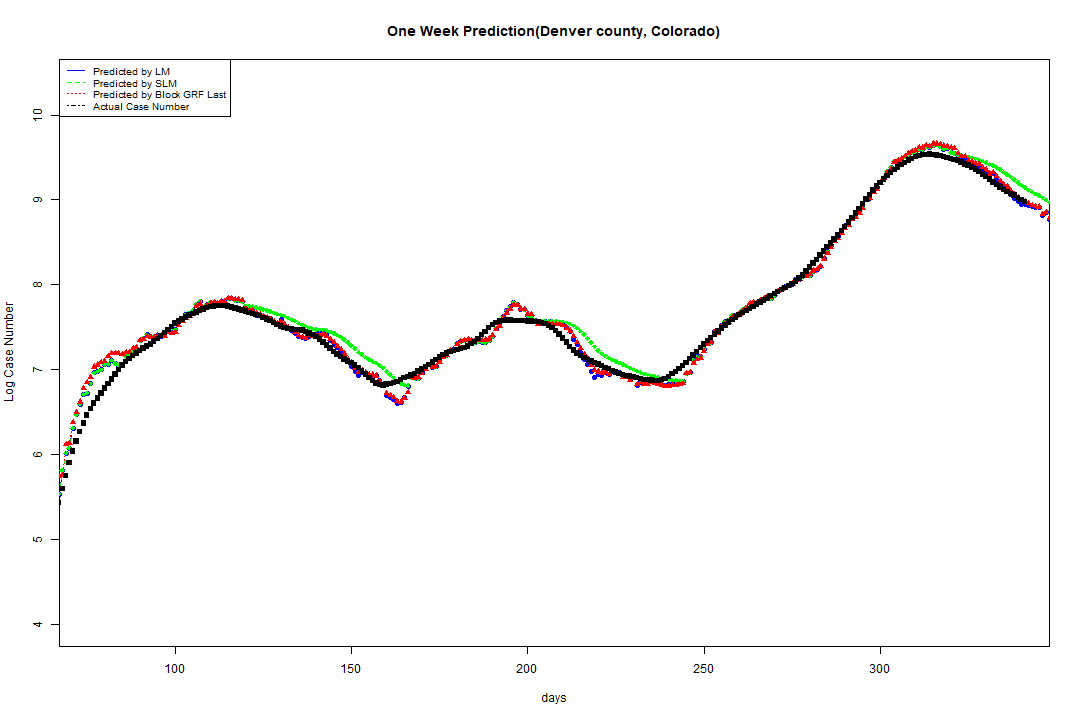 One Week Prediction(Denver county, Colorado)
Predicted by LM
Predicted by SLM
Predicted by Block GRF Last
Actual Case Number
10
9
8
7
6
5
4
Log Case Number
100 150 200 250 300
days